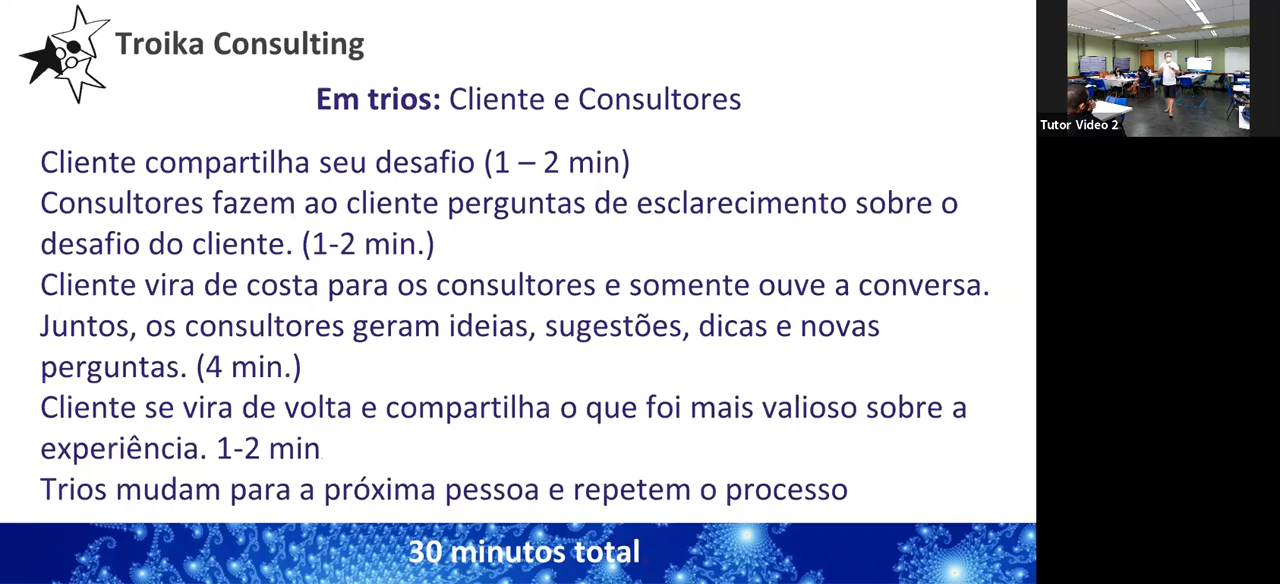 Troika Consulting
Em trios: Cliente e Consultores
Cliente compartilha seu desafio (1 – 2 min)
Consultores fazem ao cliente perguntas de esclarecimento sobre o
desafio do cliente. (1-2 min.)
Cliente vira de costa para os consultores e somente ouve a conversa.
Juntos, os consultores geram ideias, sugestões, dicas e novas
perguntas. (4 min.)
Cliente se vira de volta e compartilha o que foi mais valioso sobre a
experiência. 1-2 min
Trios mudam para a próxima pessoa e repetem o processo
30 minutos total
Tutor Video 2